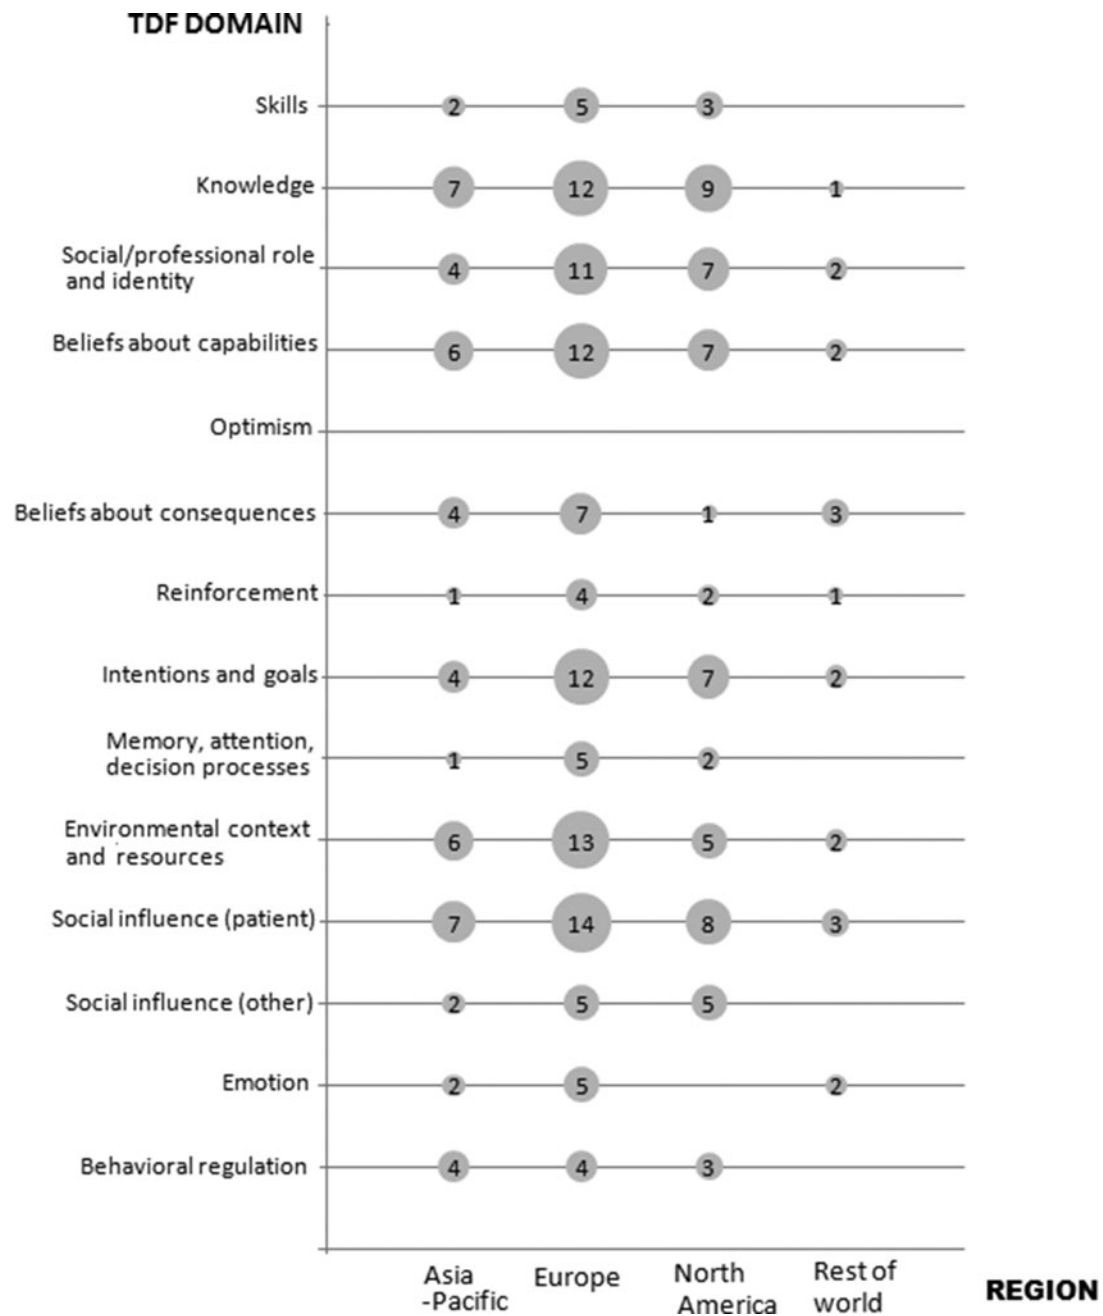 TDF DOMAIN
Skills 2 5 3
Knowledge 7 12 9 1
Social/professional role
and identity 4 11 7 2
Beliefs about capabilities 6 12 7 2
Optimism
Beliefs about consequences 4 7 1 3
Reinforcement 1 4 2 1
Intentions and goals 4 12 7 2
Memory, attention,
decision processes 1 5 2
Environmental context
and resources 6 13 5 2
Social influence (patient) 7 14 8 3
Social influence (other) 2 5 5
Emotion 2 5 2
Behavioral regulation 4 4 3
Asia
-Pacific
Europe
North
America
Rest of
world
REGION